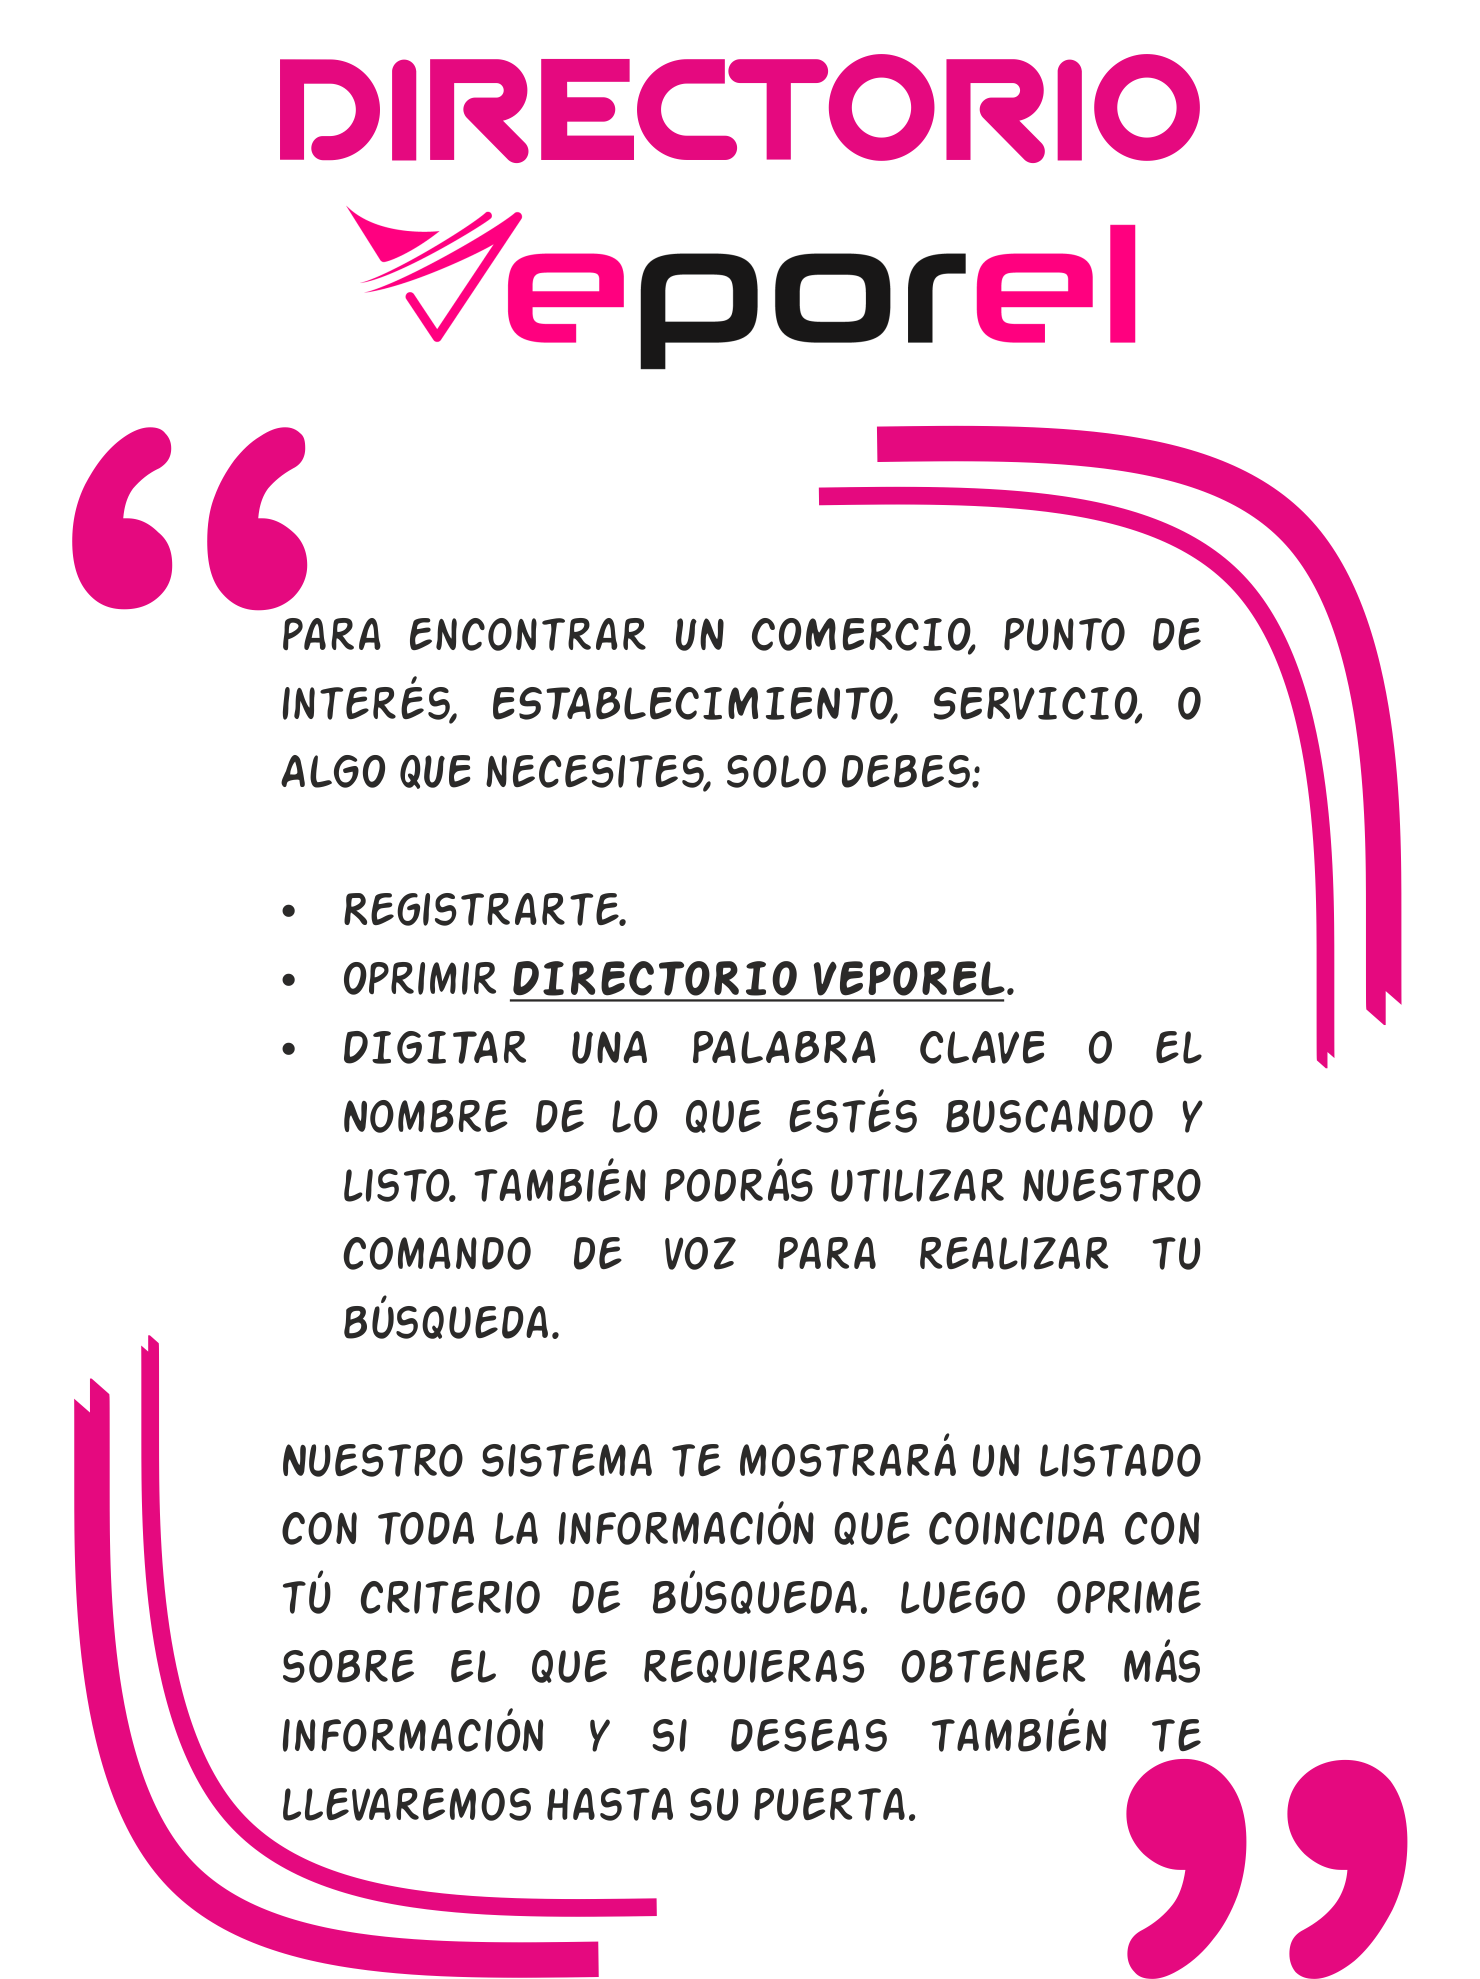 DIRECTORIO
Veporel
PARA ENCONTRAR UN COMERCIO, PUNTO DE
INTERÉS, ESTABLECIMIENTO, SERVICIO, O
ALGO QUE NECESITES, SOLO DEBES:
• REGISTRARTE.
• OPRIMIR DIRECTORIO VEPOREL.
• DIGITAR UNA PALABRA CLAVE O EL
NOMBRE DE LO QUE ESTÉS BUSCANDO Y
LISTO. TAMBIÉN PODRÁS UTILIZAR NUESTRO
COMANDO DE VOZ PARA REALIZAR TU
BÚSQUEDA.
NUESTRO SISTEMA TE MOSTRARÁ UN LISTADO
CON TODA LA INFORMACIÓN QUE COINCIDA CON
TÚ CRITERIO DE BÚSQUEDA. LUEGO OPRIME
SOBRE EL QUE REQUIERAS OBTENER MÁS
INFORMACIÓN Y SI DESEAS TAMBIÉN TE
LLEVAREMOS HASTA SU PUERTA.